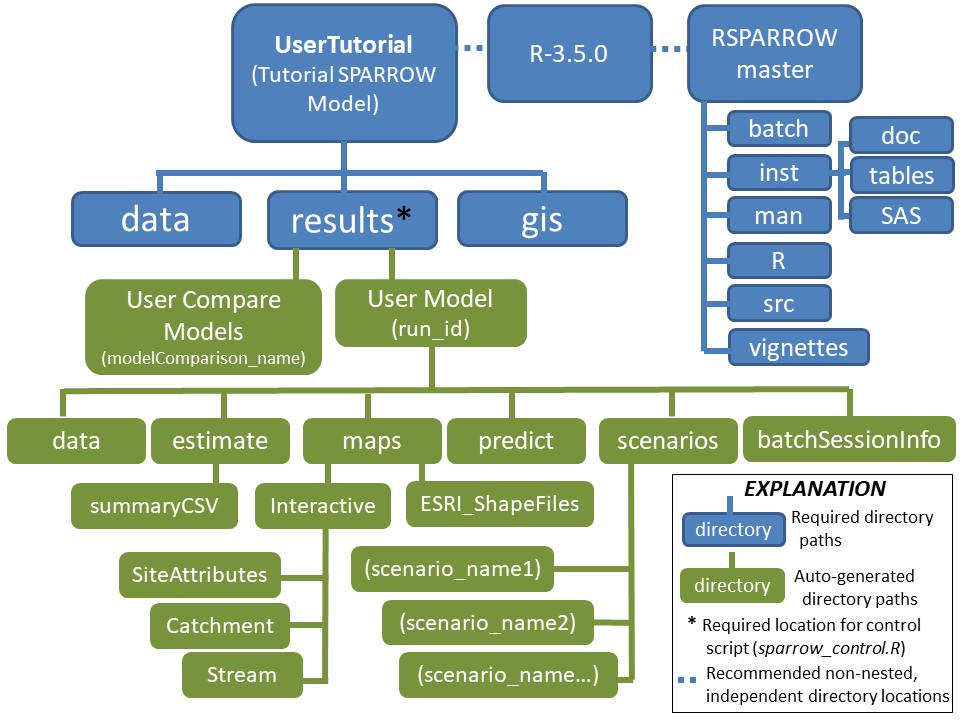 UserTutorial
(Tutorial SPARROW
Model)
R-3.5.0
RSPARROW
master
batch
inst
man
R
src
vignettes
doc
tables
SAS
data
results*
gis
User Compare
Models
(modelComparison_name)
User Model
(run_id)
data
estimate
maps
predict
scenarios
batchSessionInfo
summaryCSV
Interactive
ESRI_ShapeFiles
SiteAttributes
Catchment
Stream
(scenario_name1)
(scenario_name2)
(scenario_name...)
EXPLANATION
directory
Required directory
paths
directory
Auto-generated
directory paths
* Required location for control
script (sparrow_control.R)
Recommended non-nested,
independent directory locations